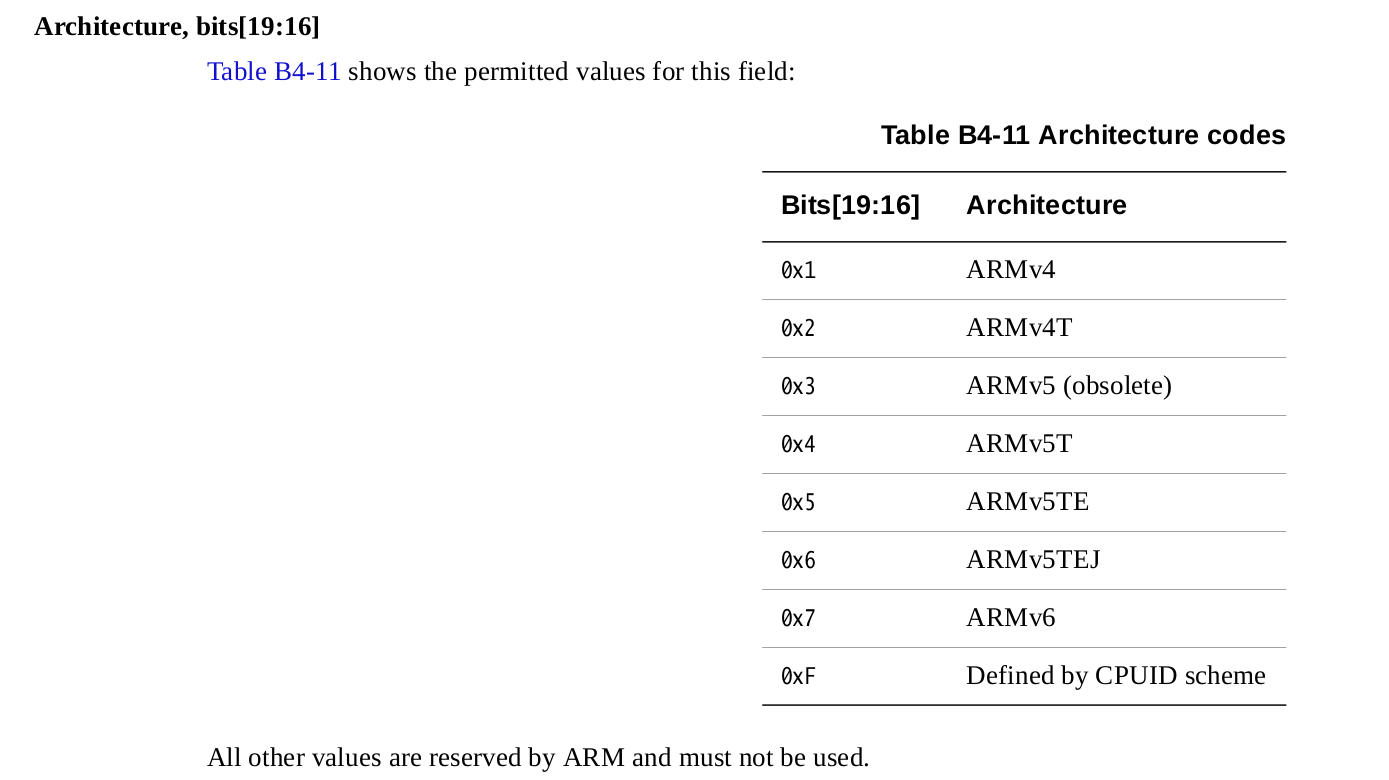 Architecture, bits[19:16]
Table B4-11 shows the permitted values for this field:
Table B4-11 Architecture codes
Bits[19:16] Architecture
0x1 ARMv4
0x2 ARMv4T
0x3 ARMv5 (obsolete)
0x4 ARMv5T
0x5 ARMv5TE
0x6 ARMv5TEJ
0x7 ARMv6
0xF Defined by CPUID scheme
All other values are reserved by ARM and must not be used.